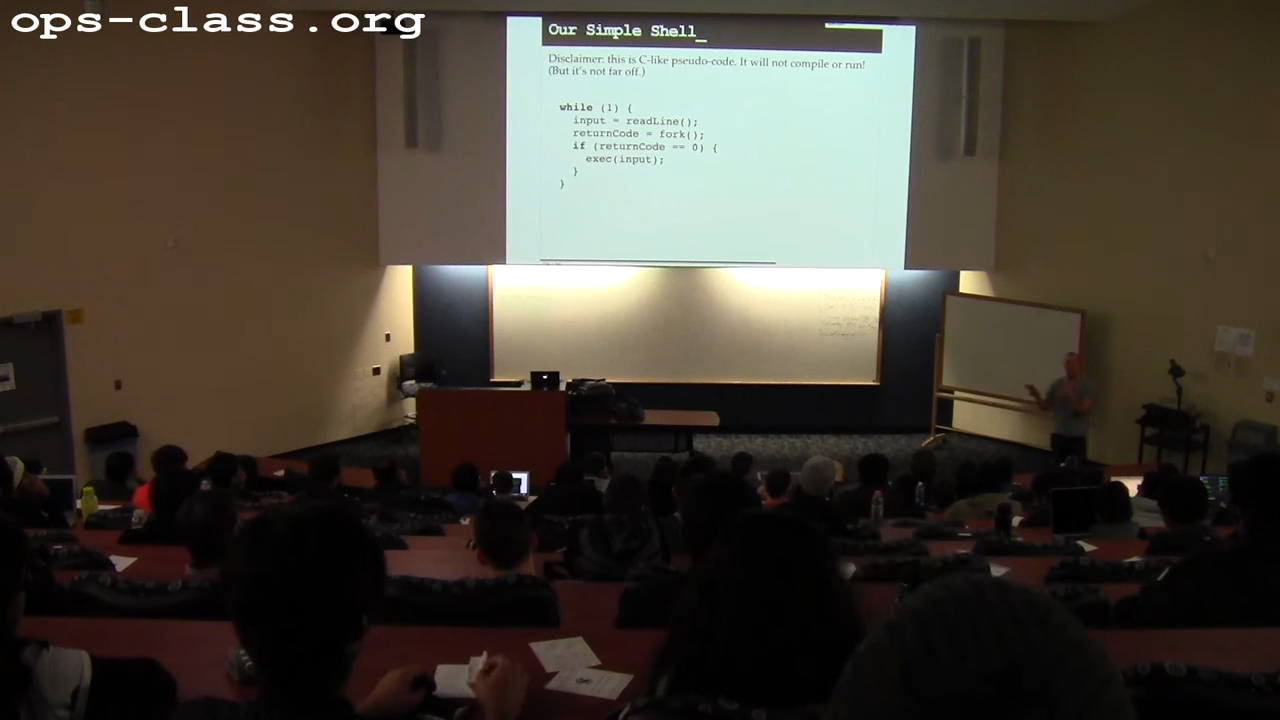 ops-class.org
Our Simple Shell_
Disclaimer: this is C-like pseudo-code. It will not compile or run!
(But it's not far off.)
while (1) {
input = readLine();
returnCode = fork();
if (returnCode == 0) {
exec(input);
}
}